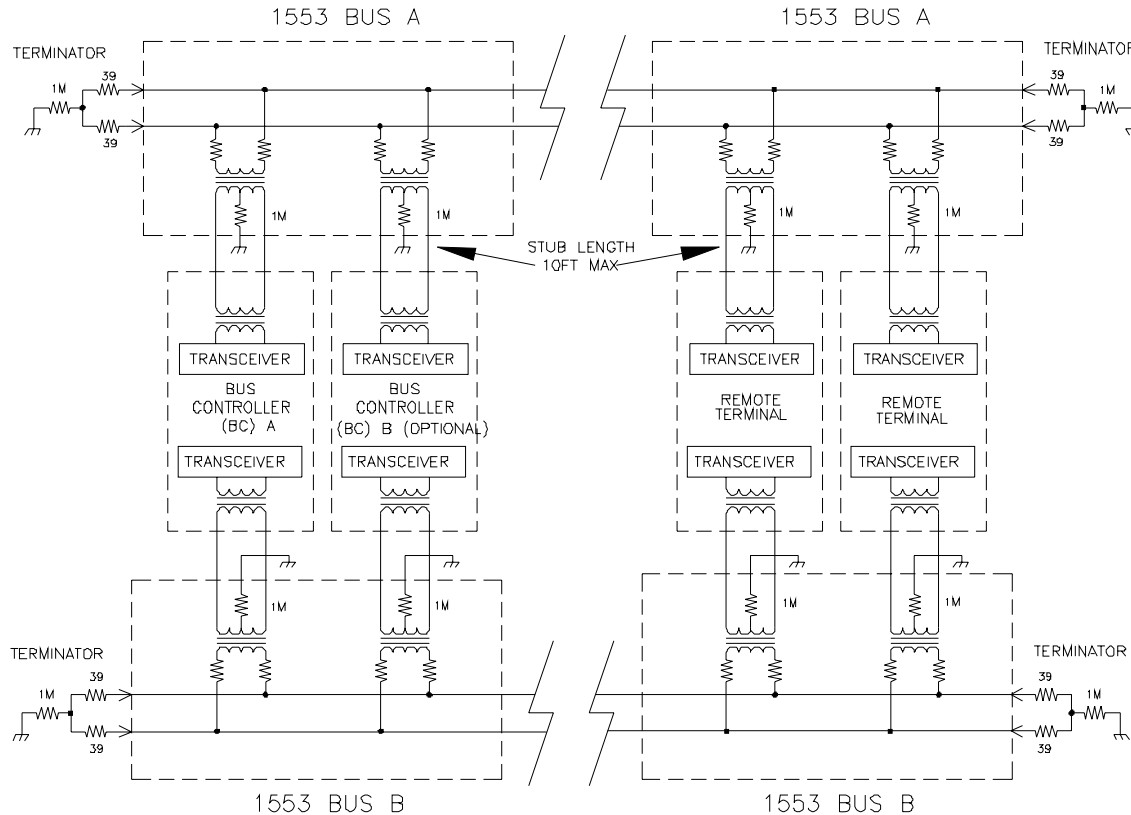 1553 BUS A
1553 BUS A
TERMINATOR
TERMINATOR
39
39
1M
1M
39
39
1M
1M
1M
1M
STUB LENGTH
10FT MAX
TRANSCEIVER
TRANSCEIVER
TRANSCEIVER
TRANSCEIVER
BUS
CONTROLLER
(BC) A
BUS
CONTROLLER
(BC) B (OPTIONAL)
REMOTE
TERMINAL
REMOTE
TERMINAL
TRANSCEIVER
TRANSCEIVER
TRANSCEIVER
TRANSCEIVER
1M
1M
1M
1M
TERMINATOR
TERMINATOR
39
39
1M
1M
39
39
1553 BUS B
1553 BUS B